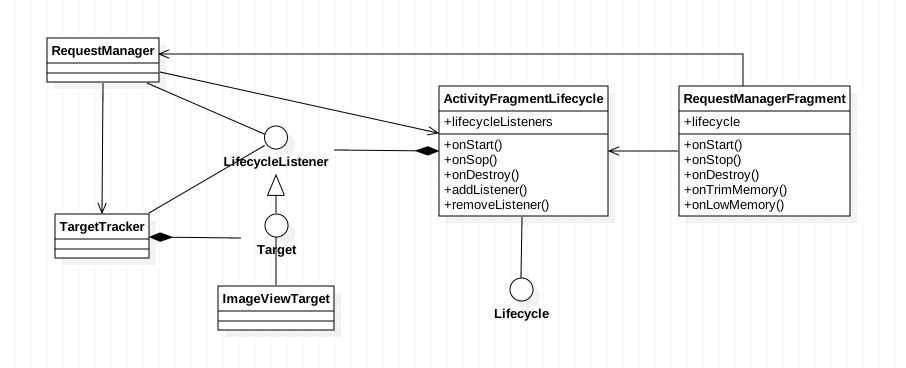 RequestManager
ActivityFragmentLifecycle
+lifecycleListeners
+onStart()
+onSop()
+onDestroy()
+addListener()
+removeListener()
RequestManagerFragment
+lifecycle
+onStart()
+onStop()
+onDestroy()
+onTrimMemory()
+onLowMemory()
LifecycleListener
TargetTracker
Target
ImageViewTarget
Lifecycle